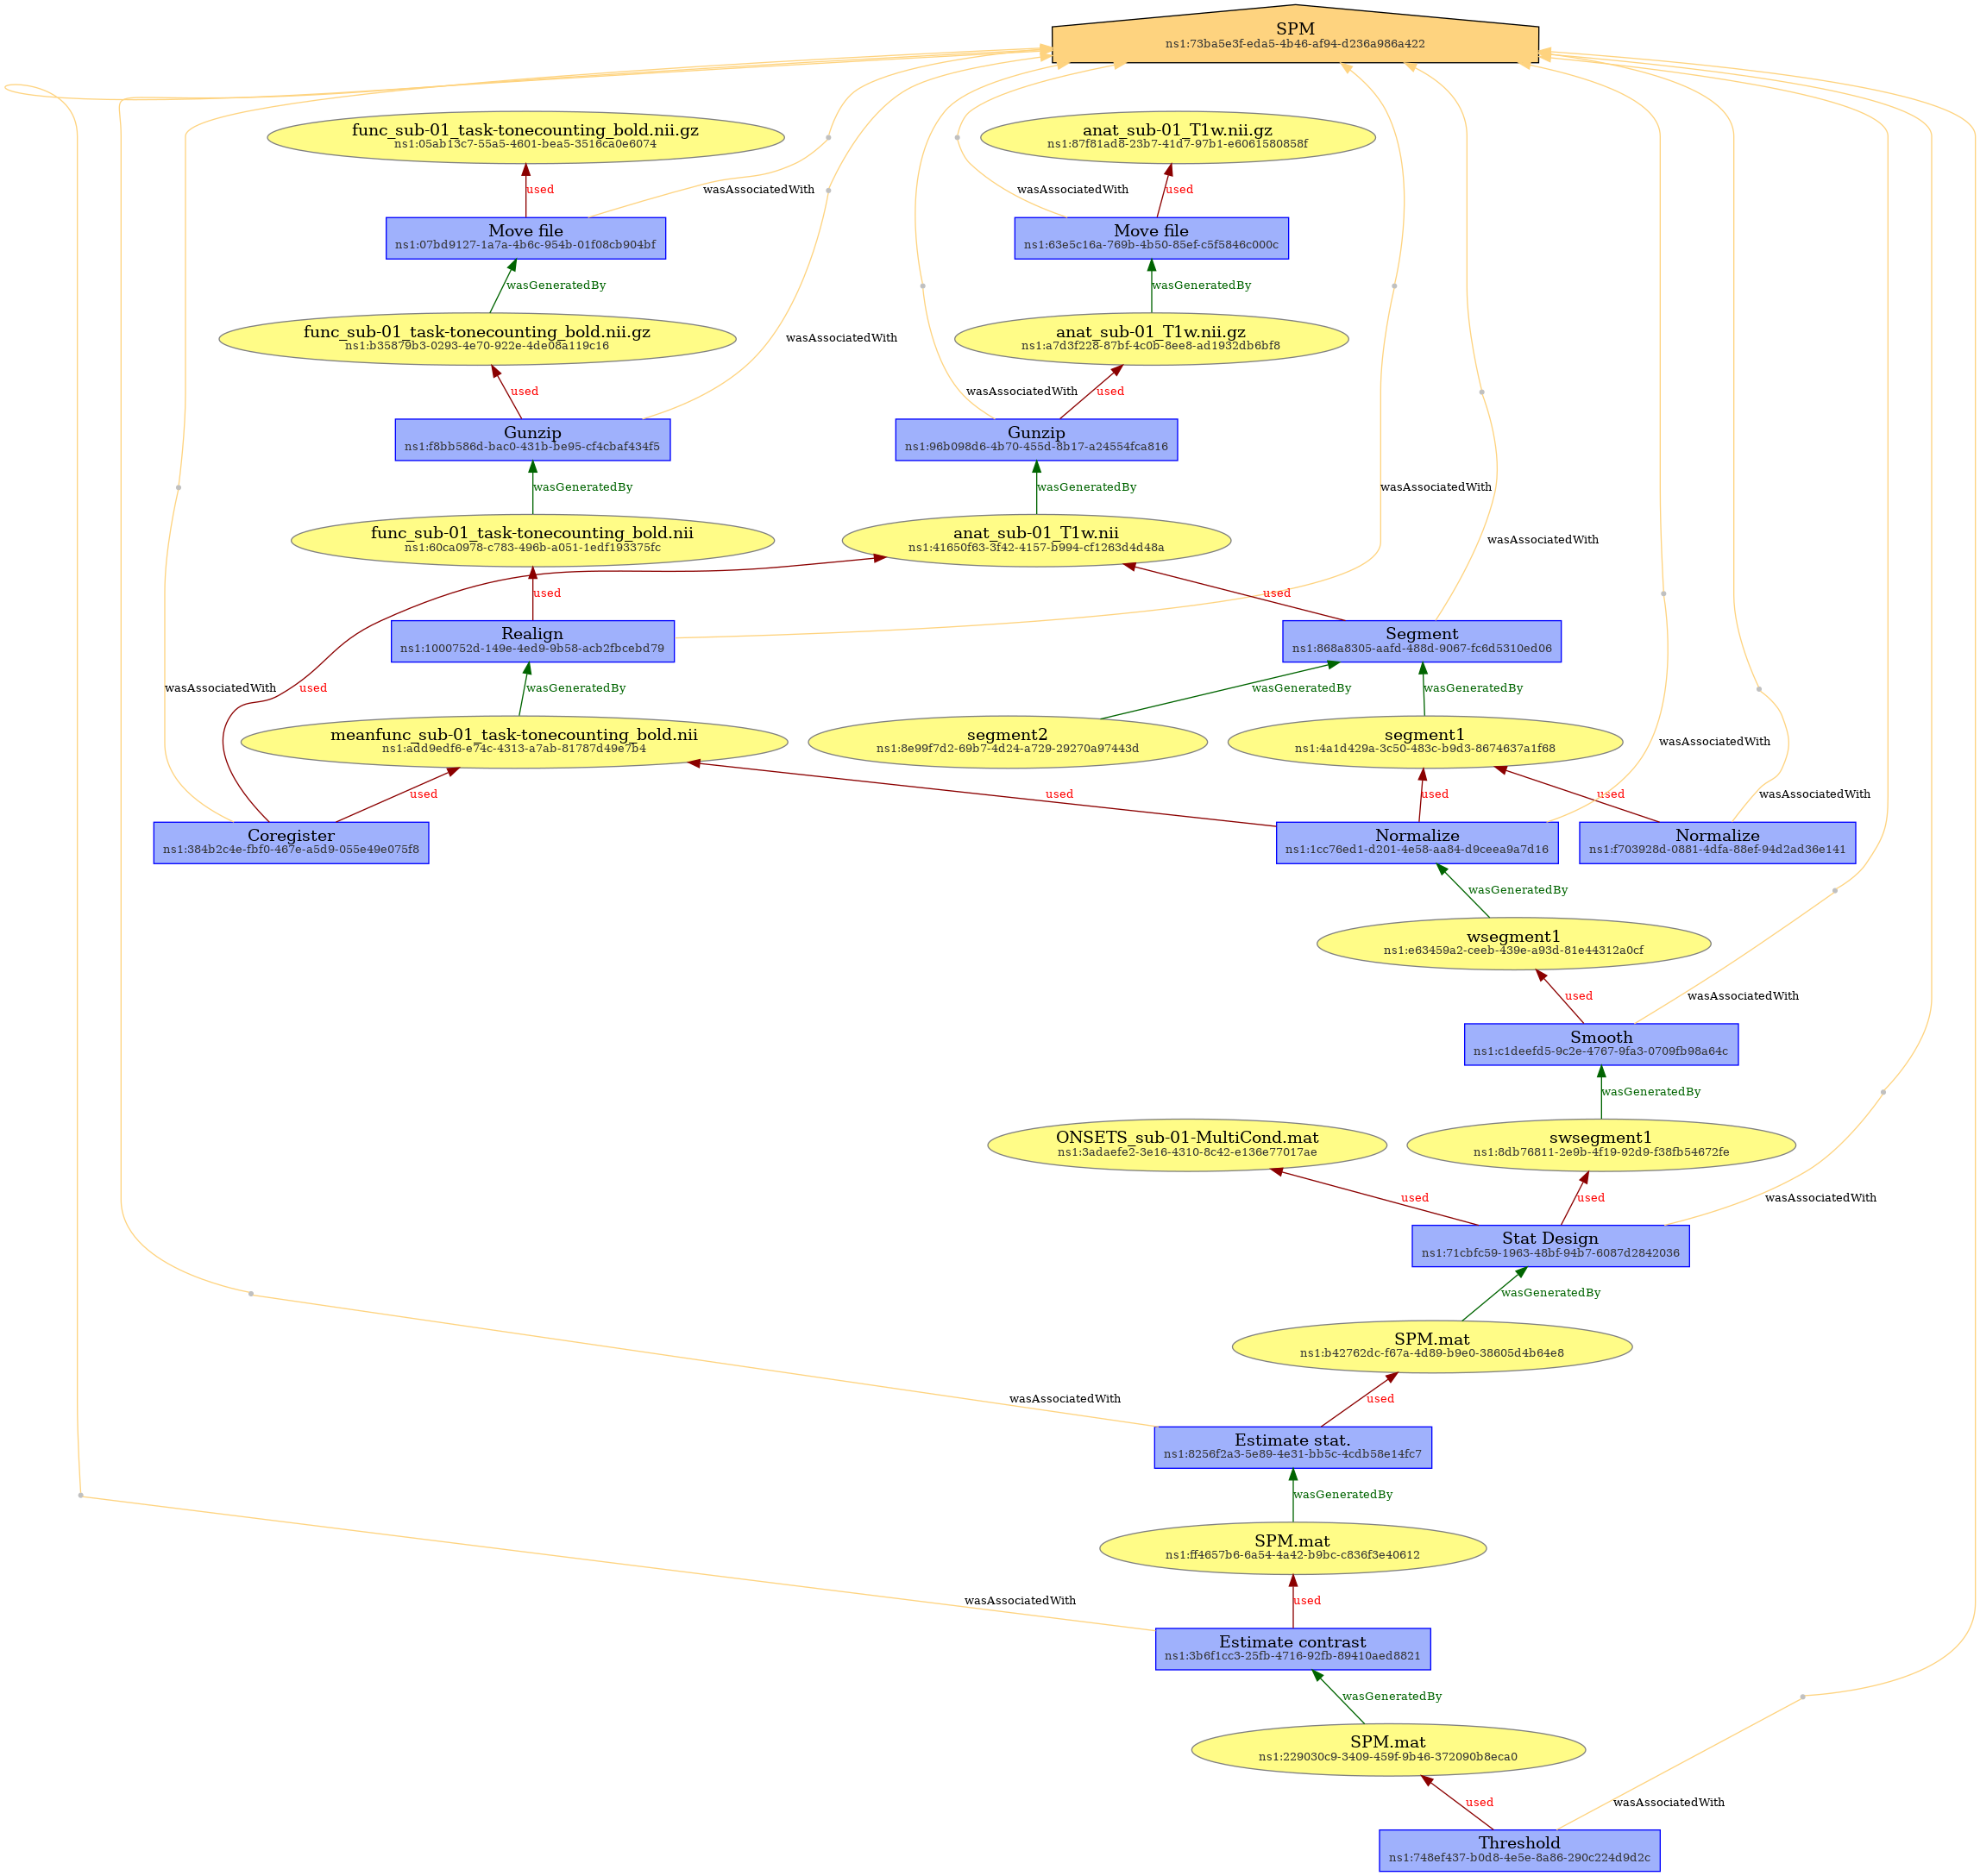 SPM
ns1:73ba5e3f-eda5-4b46-af94-d236a986a422
func_sub-01_task-tonecounting_bold.nii.gz
ns1:05ab13c7-55a5-4601-bea5-3516ca0e6074
anat_sub-01_T1w.nii.gz
ns1:87f81ad8-23b7-41d7-97b1-e6061580858f
used
wasAssociatedWith
wasAssociatedWith
used
Move file
ns1:07bd9127-1a7a-4b6c-954b-01f08cb904bf
Move file
ns1:63e5c16a-769b-4b50-85ef-c5f5846c000c
wasGeneratedBy
wasGeneratedBy
func_sub-01_task-tonecounting_bold.nii.gz
ns1:b35879b3-0293-4e70-922e-4de08a119c16
anat_sub-01_T1w.nii.gz
ns1:a7d3f228-87bf-4c0b-8ee8-ad1932db6bf8
wasAssociatedWith
used
wasAssociatedWith
used
Gunzip
ns1:f8bb586d-bac0-431b-be95-cf4cbaf434f5
Gunzip
ns1:96b098d6-4b70-455d-8b17-a24554fca816
wasGeneratedBy
wasGeneratedBy
wasAssociatedWith
func_sub-01_task-tonecounting_bold.nii
ns1:60ca0978-c783-496b-a051-1edf193375fc
anat_sub-01_T1w.nii
ns1:41650f63-3f42-4157-b994-cf1263d4d48a
wasAssociatedWith
used
used
Realign
ns1:1000752d-149e-4ed9-9b58-acb2fbcebd79
Segment
ns1:868a8305-aafd-488d-9067-fc6d5310ed06
wasAssociatedWith
used
wasGeneratedBy
wasGeneratedBy
wasGeneratedBy
meanfunc_sub-01_task-tonecounting_bold.nii
ns1:add9edf6-e74c-4313-a7ab-81787d49e7b4
segment2
ns1:8e99f7d2-69b7-4d24-a729-29270a97443d
segment1
ns1:4a1d429a-3c50-483c-b9d3-8674637a1f68
wasAssociatedWith
used
used
used
used
wasAssociatedWith
Coregister
ns1:384b2c4e-fbf0-467e-a5d9-055e49e075f8
Normalize
ns1:1cc76ed1-d201-4e58-aa84-d9ceea9a7d16
Normalize
ns1:f703928d-0881-4dfa-88ef-94d2ad36e141
wasGeneratedBy
wsegment1
ns1:e63459a2-ceeb-439e-a93d-81e44312a0cf
used
wasAssociatedWith
Smooth
ns1:c1deefd5-9c2e-4767-9fa3-0709fb98a64c
wasGeneratedBy
ONSETS_sub-01-MultiCond.mat
ns1:3adaefe2-3e16-4310-8c42-e136e77017ae
swsegment1
ns1:8db76811-2e9b-4f19-92d9-f38fb54672fe
used
used
wasAssociatedWith
Stat Design
ns1:71cbfc59-1963-48bf-94b7-6087d2842036
wasGeneratedBy
SPM.mat
ns1:b42762dc-f67a-4d89-b9e0-38605d4b64e8
wasAssociatedWith
used
Estimate stat.
ns1:8256f2a3-5e89-4e31-bb5c-4cdb58e14fc7
wasGeneratedBy
SPM.mat
ns1:ff4657b6-6a54-4a42-b9bc-c836f3e40612
wasAssociatedWith
used
Estimate contrast
ns1:3b6f1cc3-25fb-4716-92fb-89410aed8821
wasGeneratedBy
SPM.mat
ns1:229030c9-3409-459f-9b46-372090b8eca0
used
wasAssociatedWith
Threshold
ns1:748ef437-b0d8-4e5e-8a86-290c224d9d2c